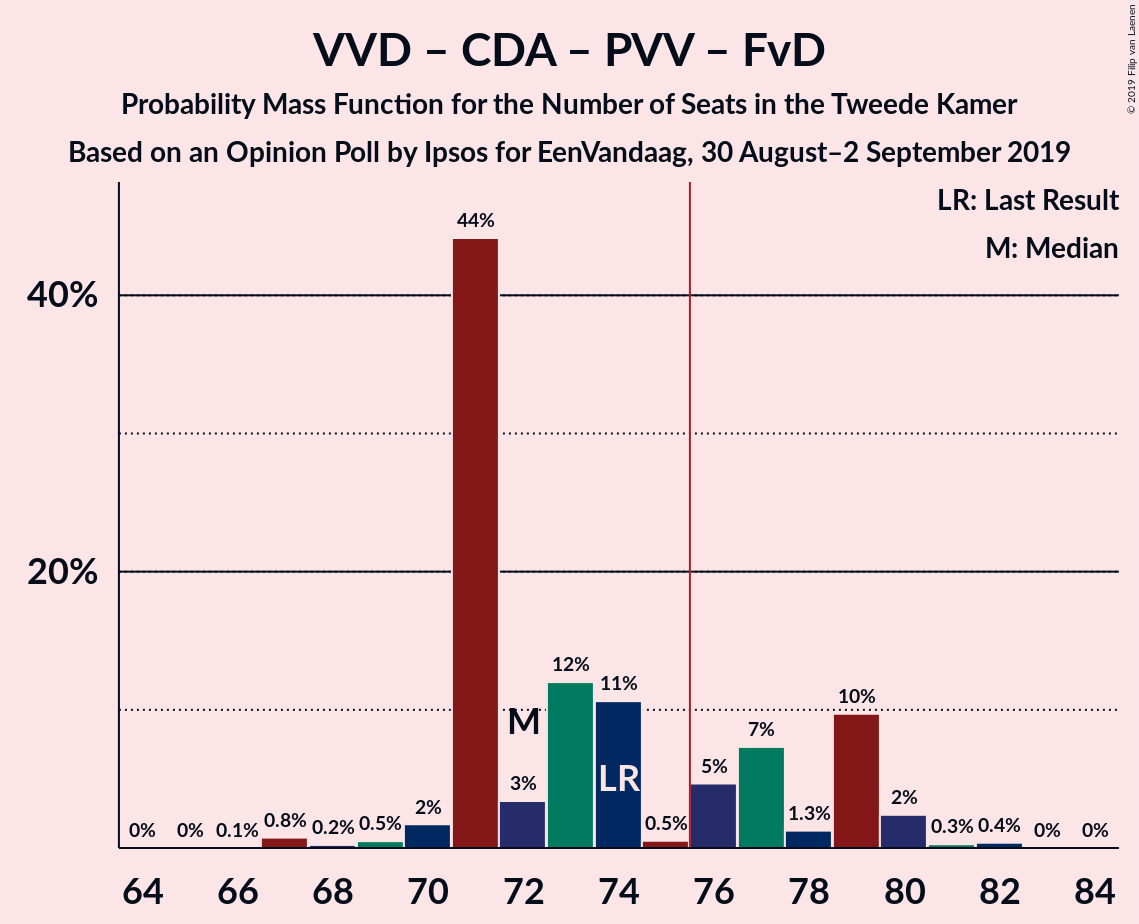 VVD – CDA – PVV – FvD
Probability Mass Function for the Number of Seats in the Tweede Kamer
Based on an Opinion Poll by Ipsos for EenVandaag, 30 August–2 September 2019
© 2019 Filip van Laenen
LR: Last Result
M: Median
40%
20%
0%
0%
0.1%
0.8%
0.2%
0.5%
2%
44%
3%
12%
11%
0.5%
5%
7%
1.3%
10%
2%
0.3%
0.4%
0%
0%
M
LR
64 66 68 70 72 74 76 78 80 82 84